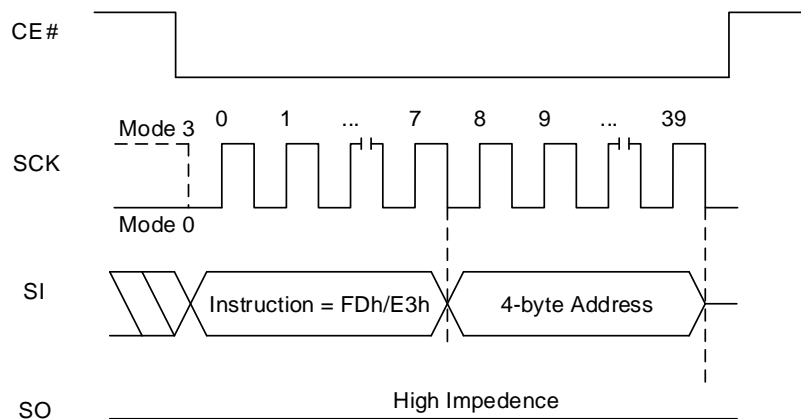 CE#
0 1 ... 7 8 9 ... 39
Mode 3
SCK
Mode 0
SI
Instruction = FDh/E3h
4-byte Address
High Impedence
SO